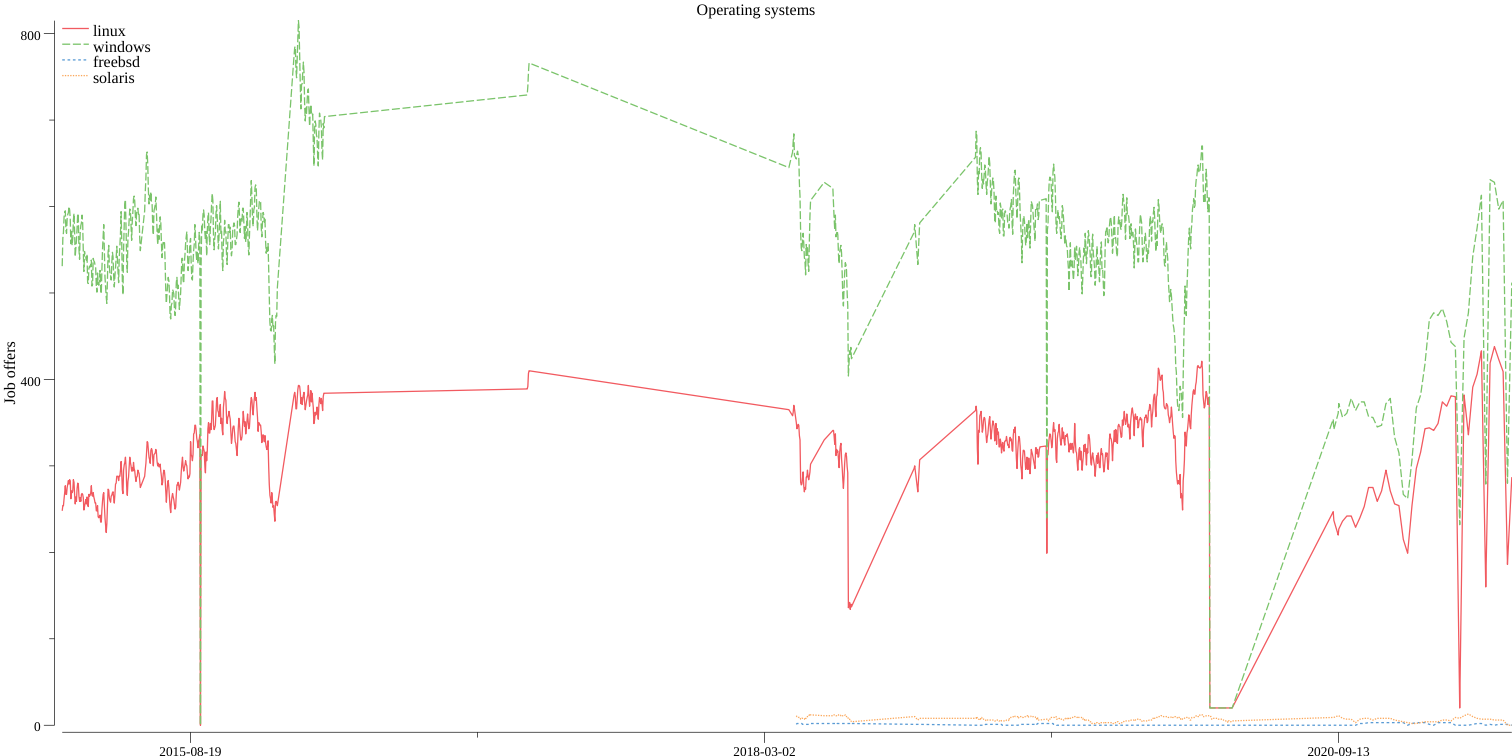 Operating systems
800
linux
windows
freebsd
solaris
Job offers
400
0
2015-08-19
2018-03-02
2020-09-13